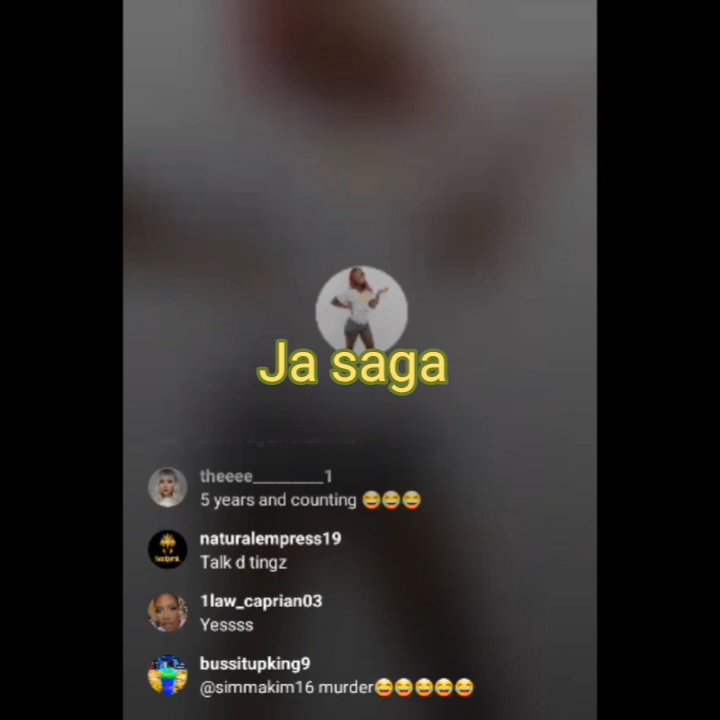 Ja saga
theeee_________1
5 years and counting 😂😂😂
naturalempress19
Talk d tingz
1law_caprian03
Yessss
bussitupking9
@simmakim16 murder😂😂😂😂😂